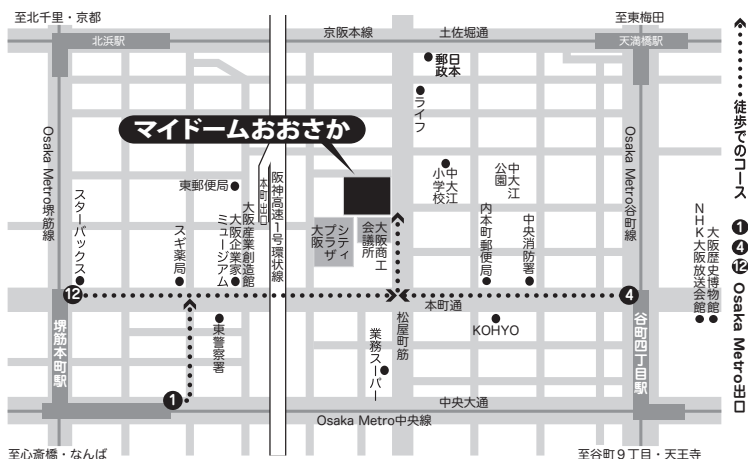 至北千里・京都
京阪本線
土佐堀通
至東梅田
北浜駅
天満橋駅
日本
郵政
ライフ
マイドームおおさか
Osaka Metro堺筋線
Osaka Metro谷町線
東郵便局
本町出口
阪神高速1号環状線
中大江
小学校
中大江
公園
スターバックス
スギ薬局
大阪産業創造館
大阪企業家
ミュージアム
シティ
プラザ
大阪
大阪商工
会議所
内本町郵便局
中央消防署
大阪歴史博物館
NHK大阪放送会館
12
本町通
4
堺筋本町駅
東警察署
業務スーパー
松屋町筋
KOHYO
谷町四丁目駅
1
中央大通
Osaka Metro中央線
至心斎橋・なんば
至谷町9丁目・天王寺
徒歩でのコース
1 4 12 Osaka Metro出口